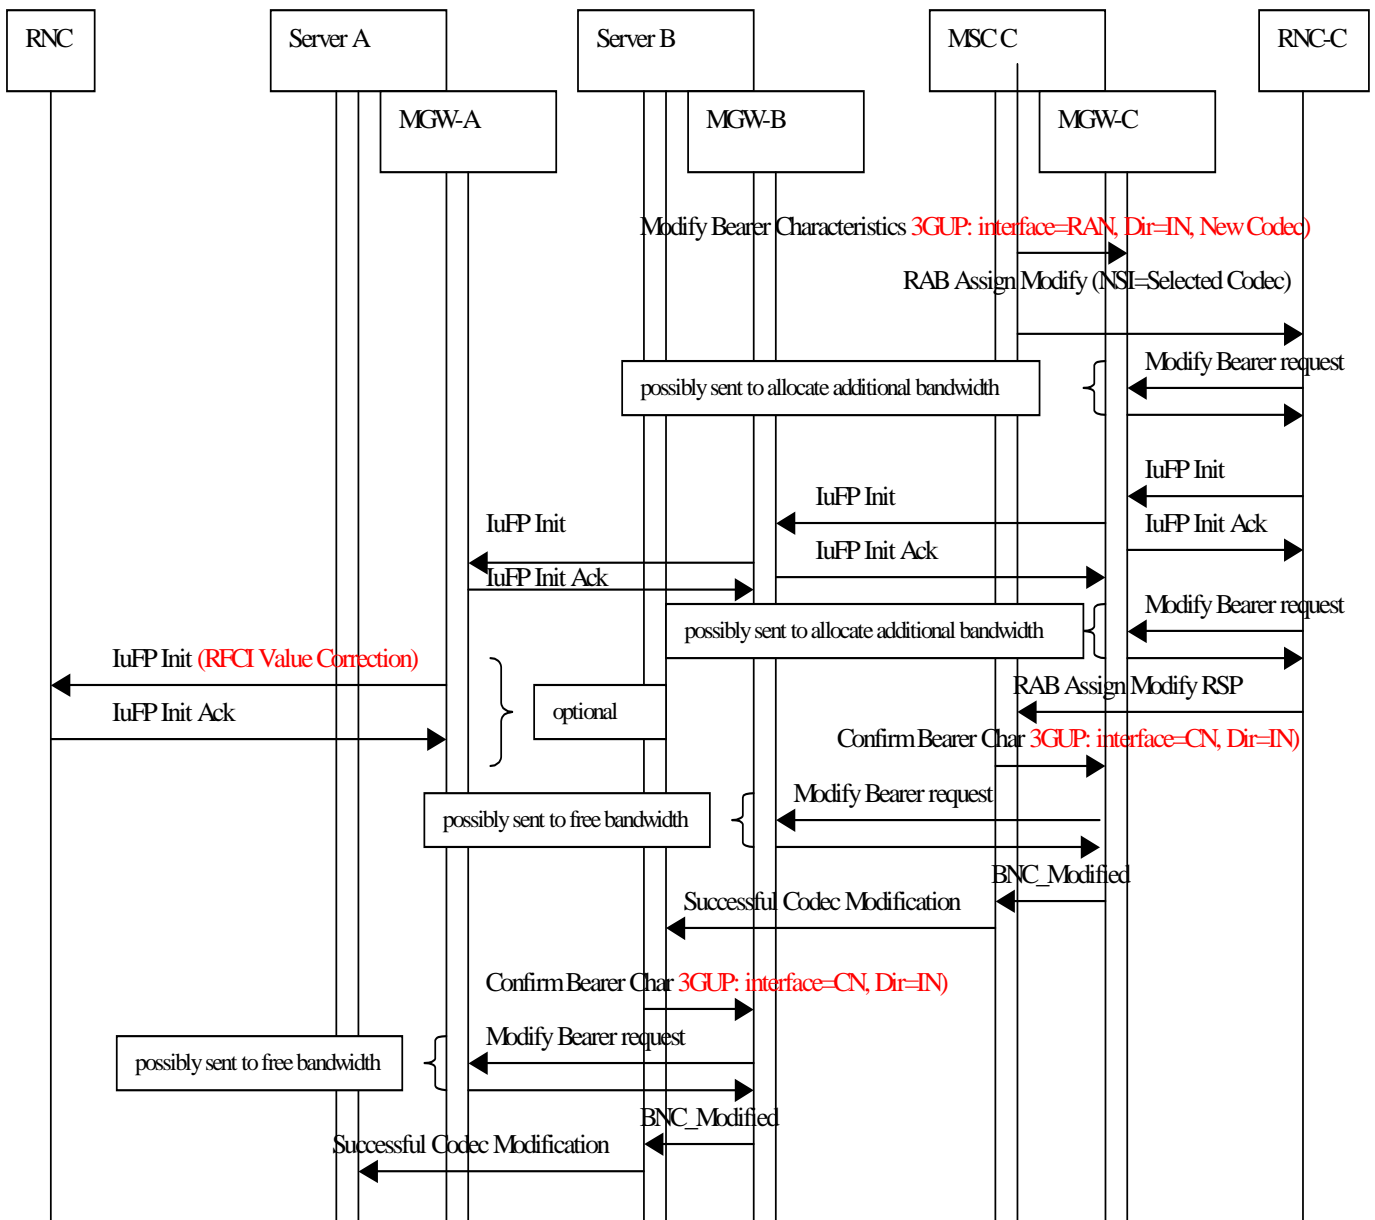 RNC
Server A
Server B
MSC C
RNC-C
MGW-A
MGW-B
MGW-C
Modify Bearer Characteristics 3GUP: interface=RAN, Dir=IN, New Codec)
RAB Assign Modify (NSI=Selected Codec)
Modify Bearer request
possibly sent to allocate additional bandwidth
IuFP Init
IuFP Init
IuFP Init
IuFP Init Ack
IuFP Init Ack
IuFP Init Ack
Modify Bearer request
possibly sent to allocate additional bandwidth
IuFP Init (RFCI Value Correction)
RAB Assign Modify RSP
IuFP Init Ack
optional
Confirm Bearer Char 3GUP: interface=CN, Dir=IN)
Modify Bearer request
possibly sent to free bandwidth
BNC_Modified
Successful Codec Modification
Confirm Bearer Char 3GUP: interface=CN, Dir=IN)
Modify Bearer request
possibly sent to free bandwidth
BNC_Modified
Successful Codec Modification